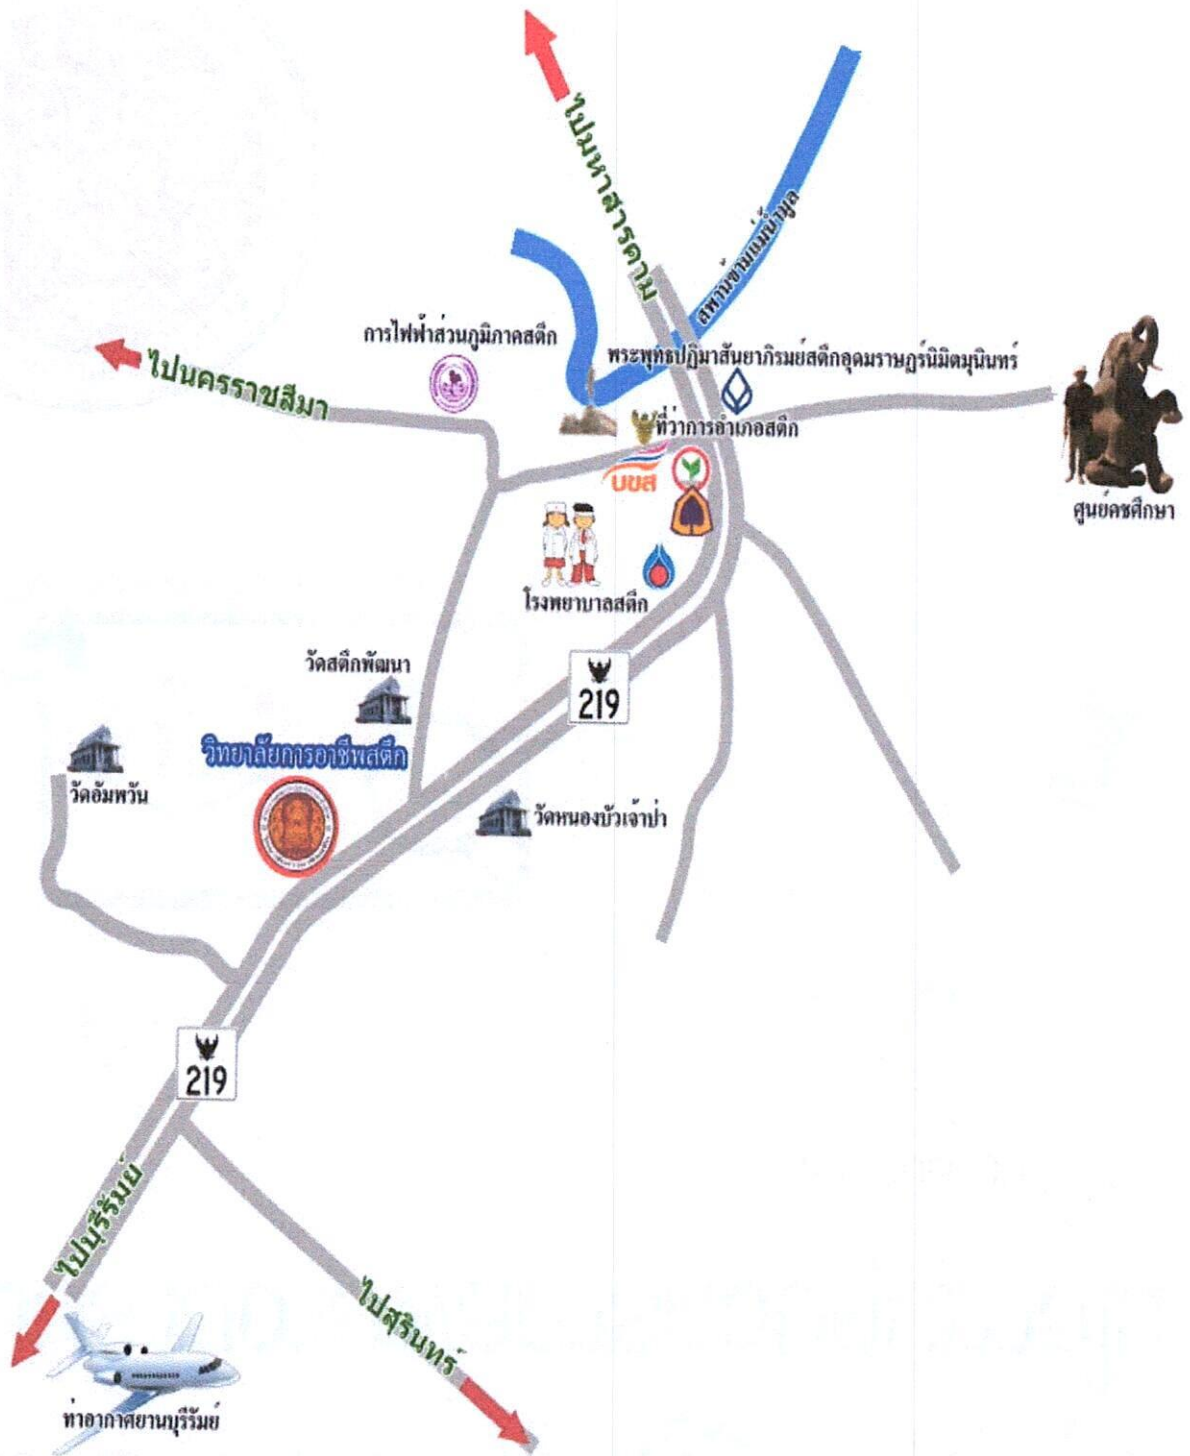 ไปมหาสารคาม
สพานข้ามแม่น้ำมูล
การไฟฟ้าส่วนภูมิภาคสตึก
พระพุทธปฏิมาสันยาภิรมย์สตึกอุดมราษฎร์นิมิตมุนินทร์
ไปนครราชสีมา
ที่ว่าการอำเภอสตึก
บขส
ศูนย์คชศึกษา
โรงพยาบาลสตึก
วัดสตึกพัฒนา
219
วิทยาลัยการอาชีพสตึก
วัดอัมพวัน
วัดหนองบัวเจ้าป่า
219
ไปบุรีรัมย์
ไปสุรินทร์
ท่าอากาศยานบุรีรัมย์